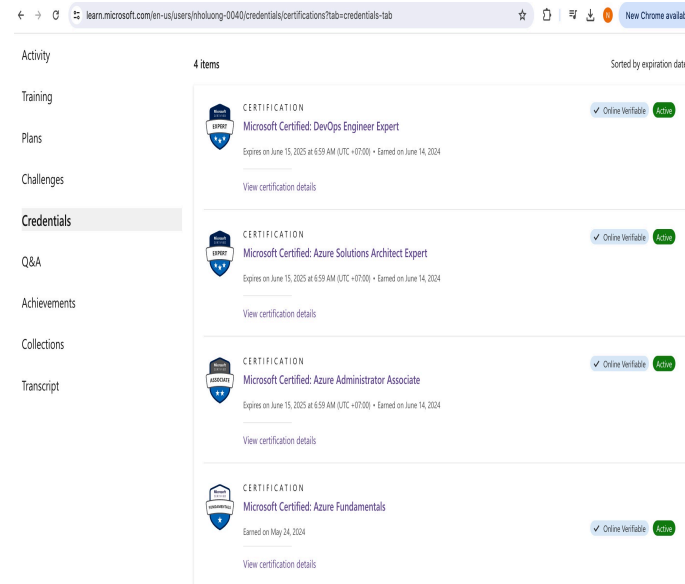 learn.microsoft.com/en-us/users/nholuong-0040/credentials/certifications?tab=credentials-tab
N
New Chrome availab
Activity
Training
Plans
Challenges
Credentials
Q&A
Achievements
Collections
Transcript
4 items
Sorted by expiration date
EXPERT
CERTIFICATION
✓ Online Verifiable Active
Microsoft Certified: DevOps Engineer Expert
Expires on June 15, 2025 at 6:59 AM (UTC +07:00) • Earned on June 14, 2024
View certification details
EXPERT
CERTIFICATION
✓ Online Verifiable Active
Microsoft Certified: Azure Solutions Architect Expert
Expires on June 15, 2025 at 6:59 AM (UTC +07:00) • Earned on June 14, 2024
View certification details
ASSOCIATE
CERTIFICATION
✓ Online Verifiable Active
Microsoft Certified: Azure Administrator Associate
Expires on June 15, 2025 at 6:59 AM (UTC +07:00) • Earned on June 14, 2024
View certification details
FUNDAMENTALS
CERTIFICATION
Microsoft Certified: Azure Fundamentals
Earned on May 24, 2024
✓ Online Verifiable Active
View certification details